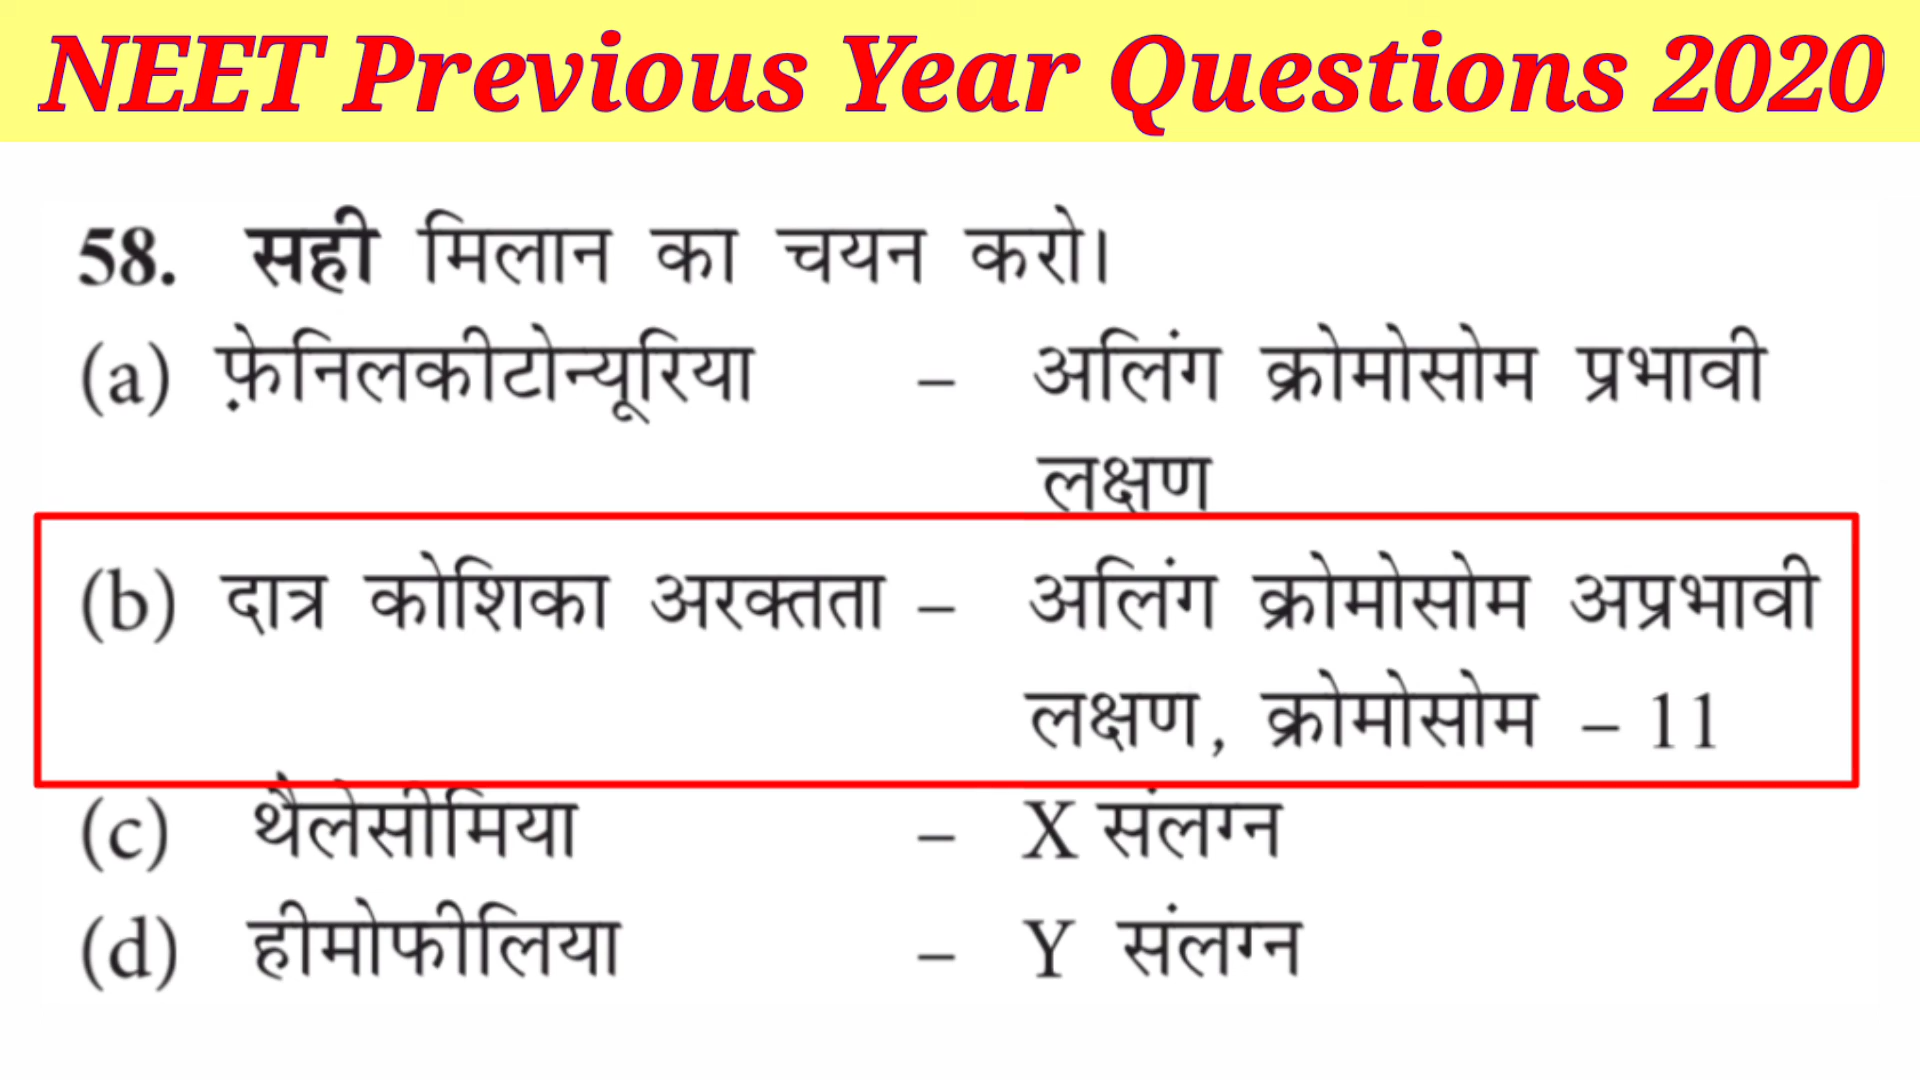 NEET Previous Year Questions 2020
58. सही मिलान का चयन करो।
(a) फ़ेनिलकीटोन्यूरिया – अलिंग क्रोमोसोम प्रभावी
लक्षण
(b) दात्र कोशिका अरक्तता – अलिंग क्रोमोसोम अप्रभावी
लक्षण, क्रोमोसोम – 11
(c) थैलेसीमिया – X संलग्न
(d) हीमोफीलिया – Y संलग्न